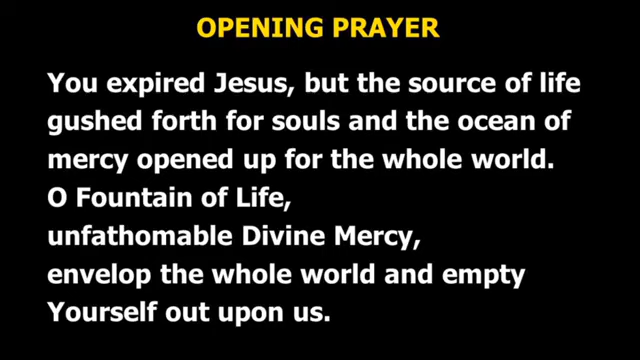 OPENING PRAYER
You expired Jesus, but the source of life
gushed forth for souls and the ocean of
mercy opened up for the whole world.
O Fountain of Life,
unfathomable Divine Mercy,
envelop the whole world and empty
Yourself out upon us.